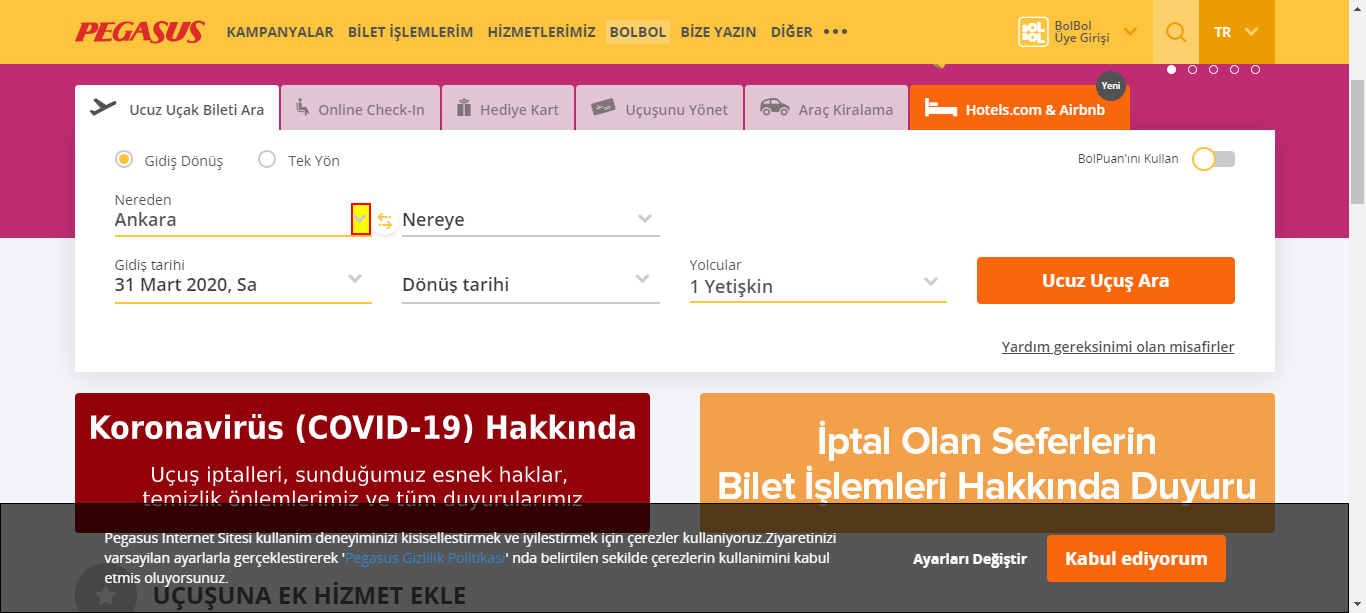 PEGASUS KAMPANYALAR BİLET İŞLEMLERİM HİZMETLERİMİZ BOLBOL BİZE YAZIN DİĞER BOL BOL BolBol Üye Girişi TR
Yeni
Ucuz Uçak Bileti Ara Online Check-In Hediye Kart Uçuşunu Yönet Araç Kiralama Hotels.com & Airbnb
Gidiş Dönüş Tek Yön BolPuan'ını Kullan
Nereden
Ankara Nereye
Gidiş tarihi Yolcular
31 Mart 2020, Sa Dönüş tarihi 1 Yetişkin Ucuz Uçuş Ara
Yardım gereksinimi olan misafirler
Koronavirüs (COVID-19) Hakkında
Uçuş iptalleri, sunduğumuz esnek haklar,
temizlik önlemlerimiz ve tüm duyurularımız
İptal Olan Seferlerin
Bilet İşlemleri Hakkında Duyuru
Pegasus Internet Sitesi kullanim deneyiminizi kisisellestirmek ve iyilestirmek için çerezler kullaniyoruz.Ziyaretinizi
varsayilan ayarlarla gerçeklestirerek 'Pegasus Gizlilik Politikası' nda belirtilen sekilde çerezlerin kullanimini kabul
etmis oluyorsunuz.
Ayarları Değiştir Kabul ediyorum
UÇUŞUNA EK HİZMET EKLE